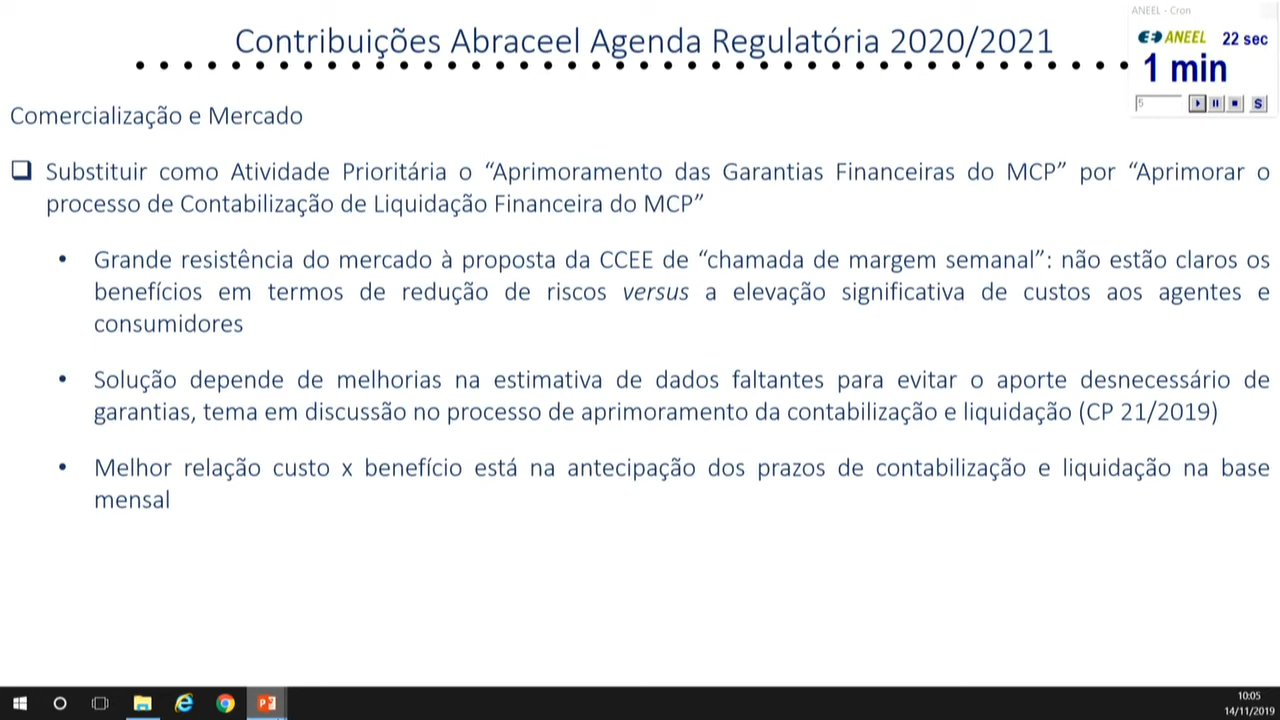 ANEEL - Cron
Contribuições Abraceel Agenda Regulatória 2020/2021
ANEEL 22 sec
1 min
5
S
Comercialização e Mercado
Substituir como Atividade Prioritária o “Aprimoramento das Garantias Financeiras do MCP” por “Aprimorar o
processo de Contabilização de Liquidação Financeira do MCP”
• Grande resistência do mercado à proposta da CCEE de “chamada de margem semanal”: não estão claros os
benefícios em termos de redução de riscos versus a elevação significativa de custos aos agentes e
consumidores
• Solução depende de melhorias na estimativa de dados faltantes para evitar o aporte desnecessário de
garantias, tema em discussão no processo de aprimoramento da contabilização e liquidação (CP 21/2019)
• Melhor relação custo x benefício está na antecipação dos prazos de contabilização e liquidação na base
mensal
10:05
14/11/2019